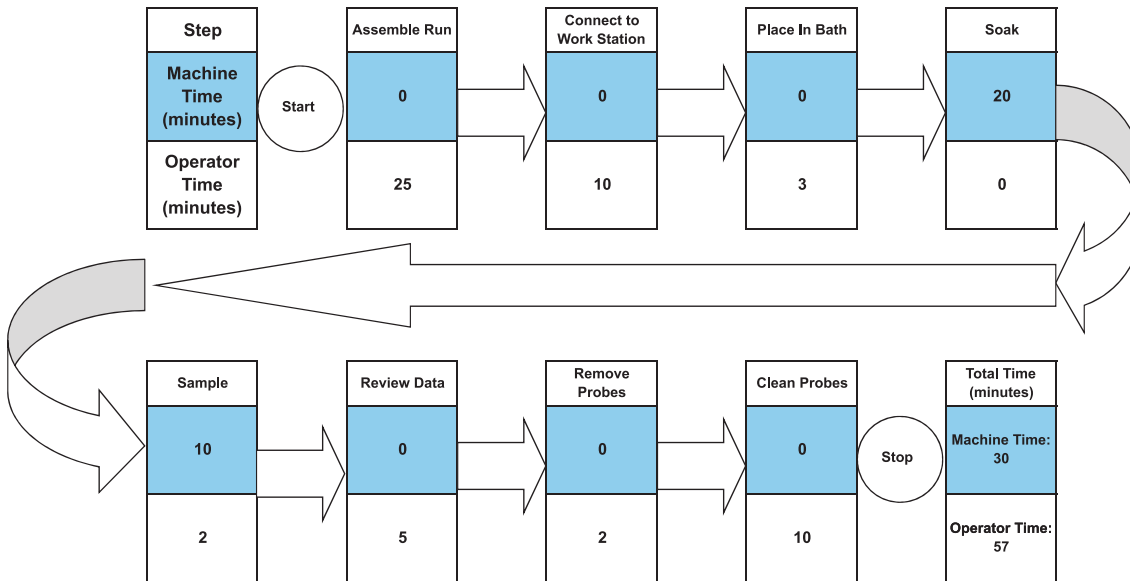 Step
Machine
Time
(minutes)
Operator
Time
(minutes)
Start
Assemble Run
0
25
Connect to
Work Station
0
10
Place In Bath
0
3
Soak
20
0
Sample
10
2
Review Data
0
5
Remove
Probes
0
2
Clean Probes
0
10
Stop
Total Time
(minutes)
Machine Time:
30
Operator Time:
57